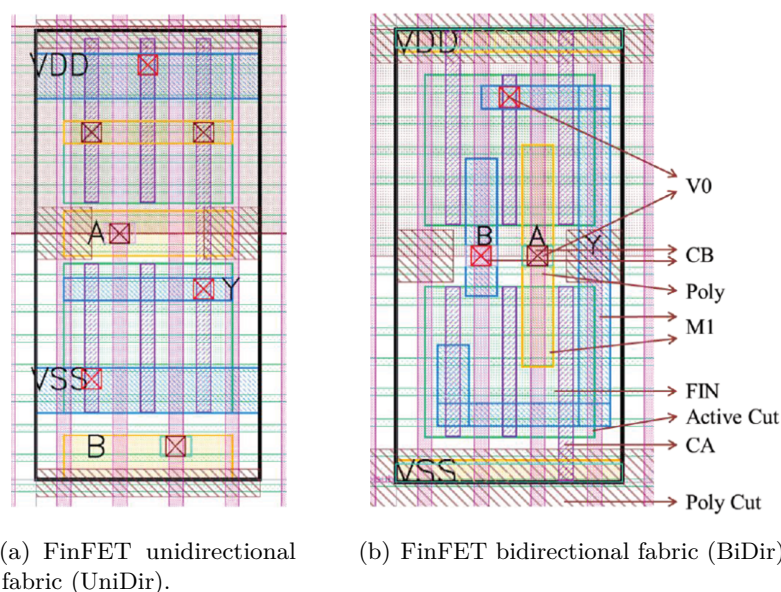 VDD
A
Y
VSS
B
VDD
B
A
Y
VSS
V0
CB
Poly
M1
FIN
Active Cut
CA
Poly Cut
(a) FinFET unidirectional
fabric (UniDir).
(b) FinFET bidirectional fabric (BiDir)